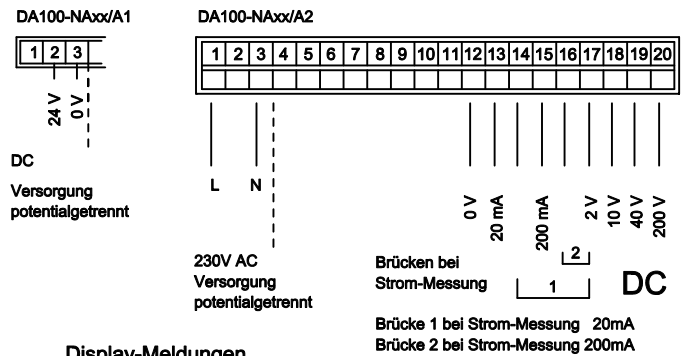 DA100-NAxx/A1
1 2 3
24 V
0 V
DC
Versorgung
potentialgetrennt
DA100-NAxx/A2
1 2 3 4 5 6 7 8 9 10 11 12 13 14 15 16 17 18 19 20
L N
230V AC
Versorgung
potentialgetrennt
0 V
20 mA
200 mA
2 V
10 V
40 V
200 V
Brücken bei
Strom-Messung
2
1
DC
Brücke 1 bei Strom-Messung 20mA
Brücke 2 bei Strom-Messung 200mA
Display-Meldungen